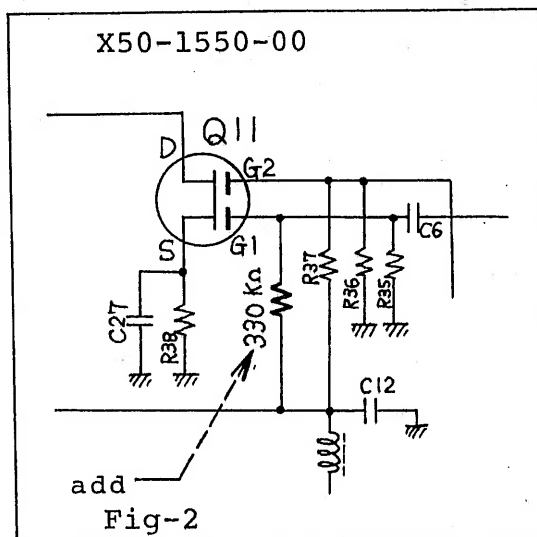 X50-1550-00
Q11
D
G2
G1
S
C6
R37
R36
R35
C27
R38
330 KΩ
C12
add
Fig-2